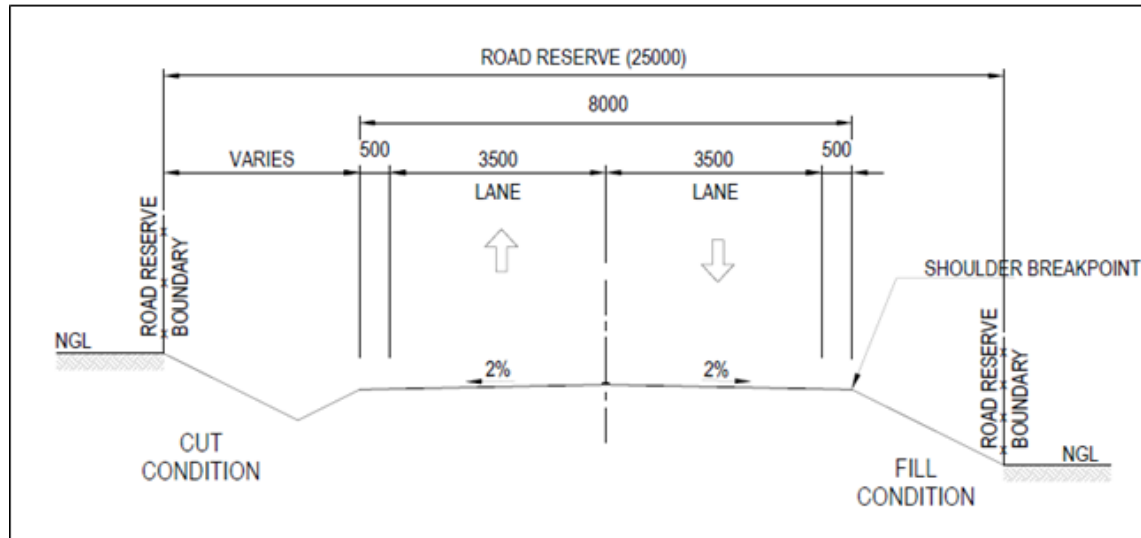 ROAD RESERVE (25000)
8000
VARIES
500
3500
3500
500
LANE
LANE
ROAD RESERVE
BOUNDARY
SHOULDER BREAKPOINT
NGL
2%
2%
ROAD RESERVE
BOUNDARY
CUT
CONDITION
FILL
CONDITION
NGL